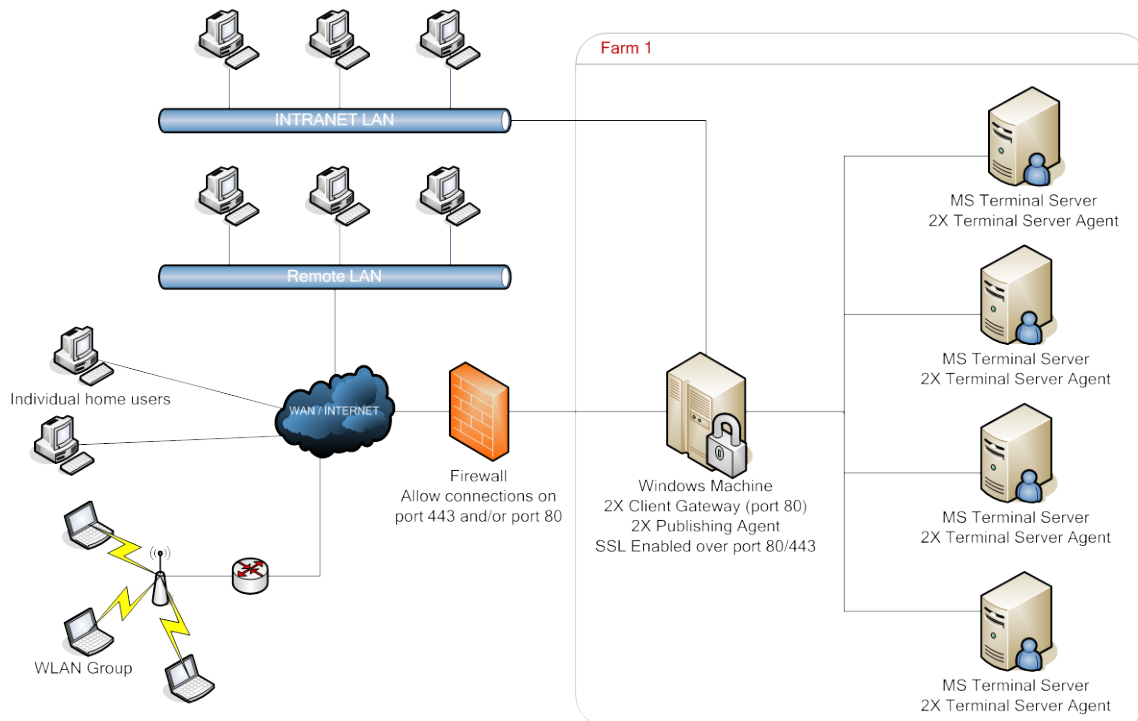 Farm 1
INTRANET LAN
Remote LAN
MS Terminal Server
2X Terminal Server Agent
MS Terminal Server
2X Terminal Server Agent
Individual home users
WAN / INTERNET
Firewall
Allow connections on
port 443 and/or port 80
Windows Machine
2X Client Gateway (port 80)
2X Publishing Agent
SSL Enabled over port 80/443
MS Terminal Server
2X Terminal Server Agent
WLAN Group
MS Terminal Server
2X Terminal Server Agent